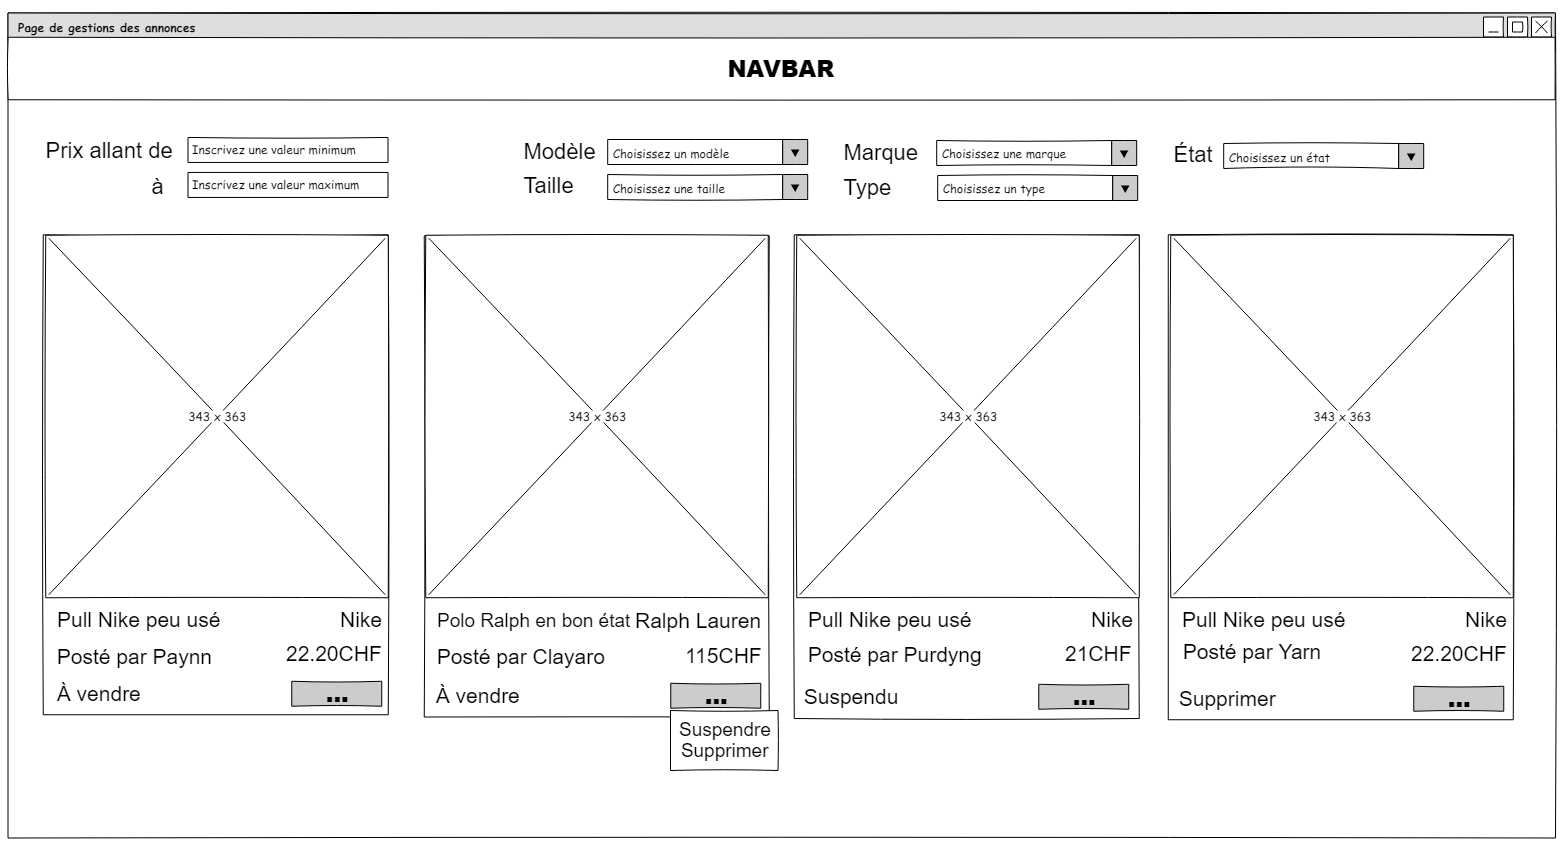 Page de gestions des annonces
NAVBAR
Prix allant de
Inscrivez une valeur minimum
à
Inscrivez une valeur maximum
Modèle
Choisissez un modèle
Taille
Choisissez une taille
Marque
Choisissez une marque
Type
Choisissez un type
État
Choisissez un état
343 x 363
Pull Nike peu usé Nike
Posté par Paynn 22.20CHF
À vendre ...
343 x 363
Polo Ralph en bon état Ralph Lauren
Posté par Clayaro 115CHF
À vendre ...
Suspendre
Supprimer
343 x 363
Pull Nike peu usé Nike
Posté par Purdyng 21CHF
Suspendu ...
343 x 363
Pull Nike peu usé Nike
Posté par Yarn 22.20CHF
Supprimer ...